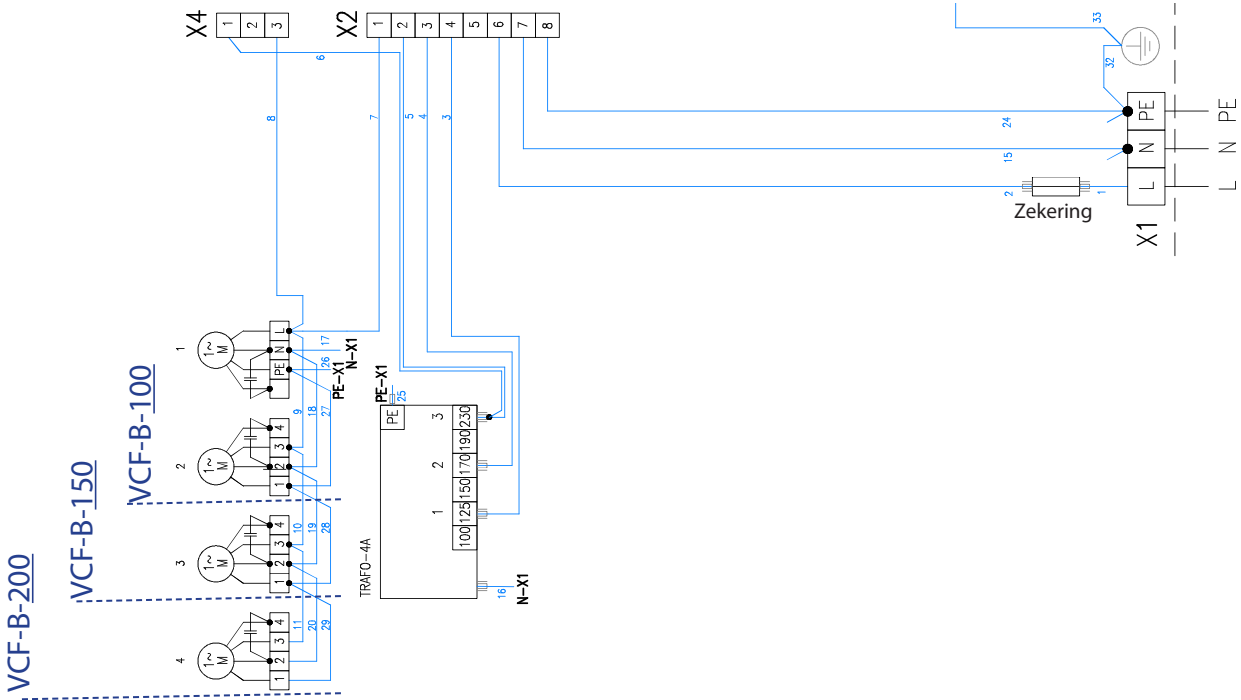 X4
1 2 3
X2
1 2 3 4 5 6 7 8
33
32
6
8
7
5
4
3
24
15
2
1
Zekering
PE
N
L
X1
PE
N
L
VCF-B-100
VCF-B-150
VCF-B-200
1
1~
M
PE N L
17
N-X1
26
PE-X1
9
18
27
2
1~
M
1 2 3 4
10
19
28
3
1~
M
1 2 3 4
11
20
29
4
1~
M
1 2 3 4
TRAFO-4A
PE
PE-X1
25
1 2 3
100 125 150 170 190 230
16
N-X1